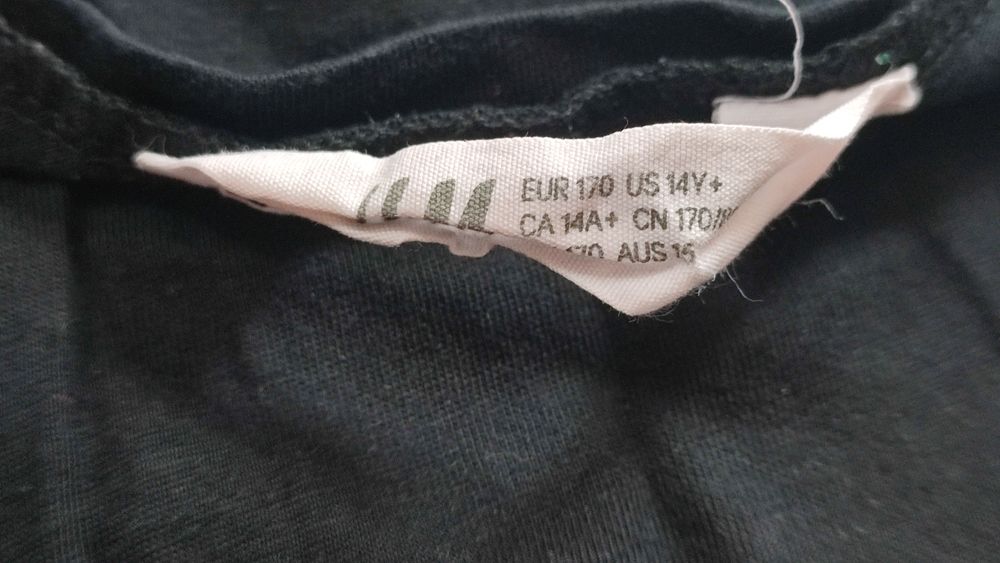 EUR 170 US 14Y+
CA 14A+ CN 170/
170 AUS 16